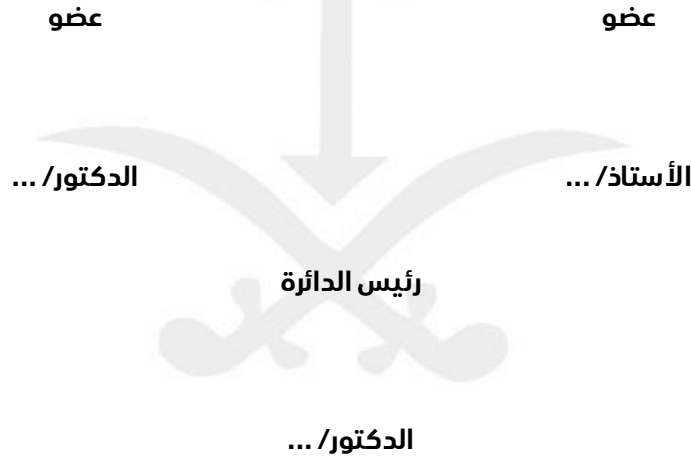 عضو عضو
الأستاذ/ ... الدكتور/ ...
رئيس الدائرة
الدكتور/ ...